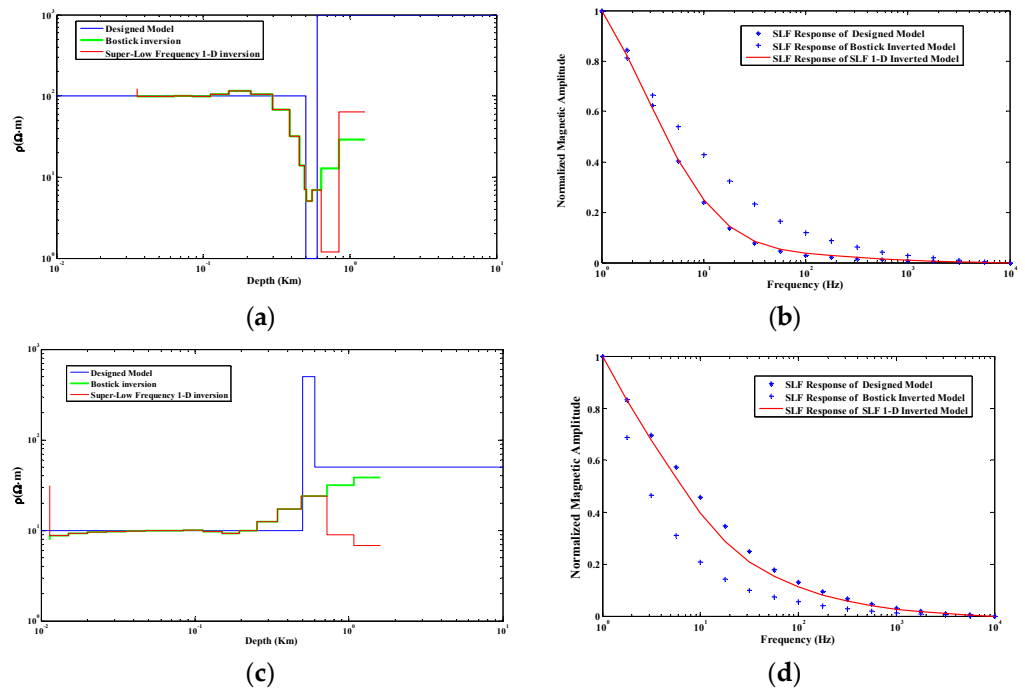 10³
10²
10¹
10⁰
ρ(Ω·m)
Designed Model
Bostick inversion
Super-Low Frequency 1-D inversion
10⁻²
10⁻¹
10⁰
10¹
Depth (Km)
(a)
1
0.8
0.6
0.4
0.2
0
Normalized Magnetic Amplitude
SLF Response of Designed Model
SLF Response of Bostick Inverted Model
SLF Response of SLF 1-D Inverted Model
10⁰
10¹
10²
10³
10⁴
Frequency (Hz)
(b)
10³
10²
10¹
10⁰
ρ(Ω·m)
Designed Model
Bostick inversion
Super-Low Frequency 1-D inversion
10⁻²
10⁻¹
10⁰
10¹
Depth (Km)
(c)
1
0.8
0.6
0.4
0.2
0
Normalized Magnetic Amplitude
SLF Response of Designed Model
SLF Response of Bostick Inverted Model
SLF Response of SLF 1-D Inverted Model
10⁰
10¹
10²
10³
10⁴
Frequency (Hz)
(d)